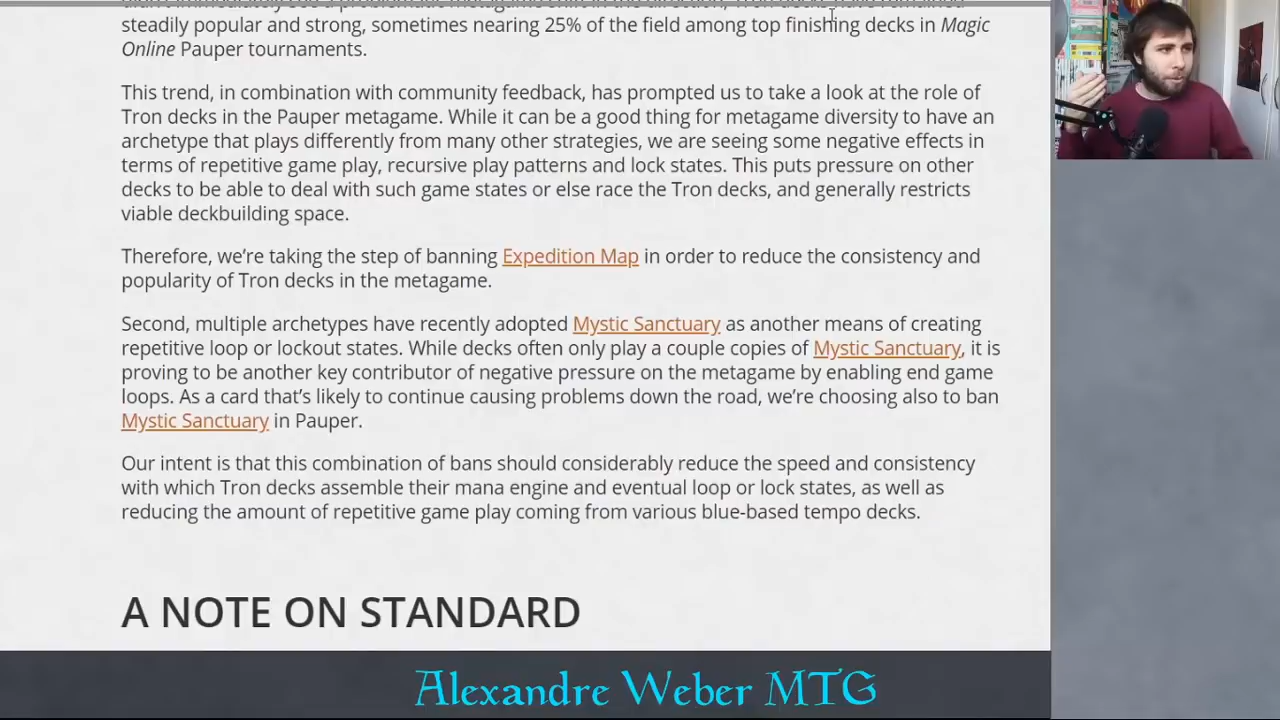 steadily popular and strong, sometimes nearing 25% of the field among top finishing decks in Magic
Online Pauper tournaments.
This trend, in combination with community feedback, has prompted us to take a look at the role of
Tron decks in the Pauper metagame. While it can be a good thing for metagame diversity to have an
archetype that plays differently from many other strategies, we are seeing some negative effects in
terms of repetitive game play, recursive play patterns and lock states. This puts pressure on other
decks to be able to deal with such game states or else race the Tron decks, and generally restricts
viable deckbuilding space.
Therefore, we're taking the step of banning Expedition Map in order to reduce the consistency and
popularity of Tron decks in the metagame.
Second, multiple archetypes have recently adopted Mystic Sanctuary as another means of creating
repetitive loop or lockout states. While decks often only play a couple copies of Mystic Sanctuary, it is
proving to be another key contributor of negative pressure on the metagame by enabling end game
loops. As a card that's likely to continue causing problems down the road, we're choosing also to ban
Mystic Sanctuary in Pauper.
Our intent is that this combination of bans should considerably reduce the speed and consistency
with which Tron decks assemble their mana engine and eventual loop or lock states, as well as
reducing the amount of repetitive game play coming from various blue-based tempo decks.
A NOTE ON STANDARD
Alexandre Weber MTG